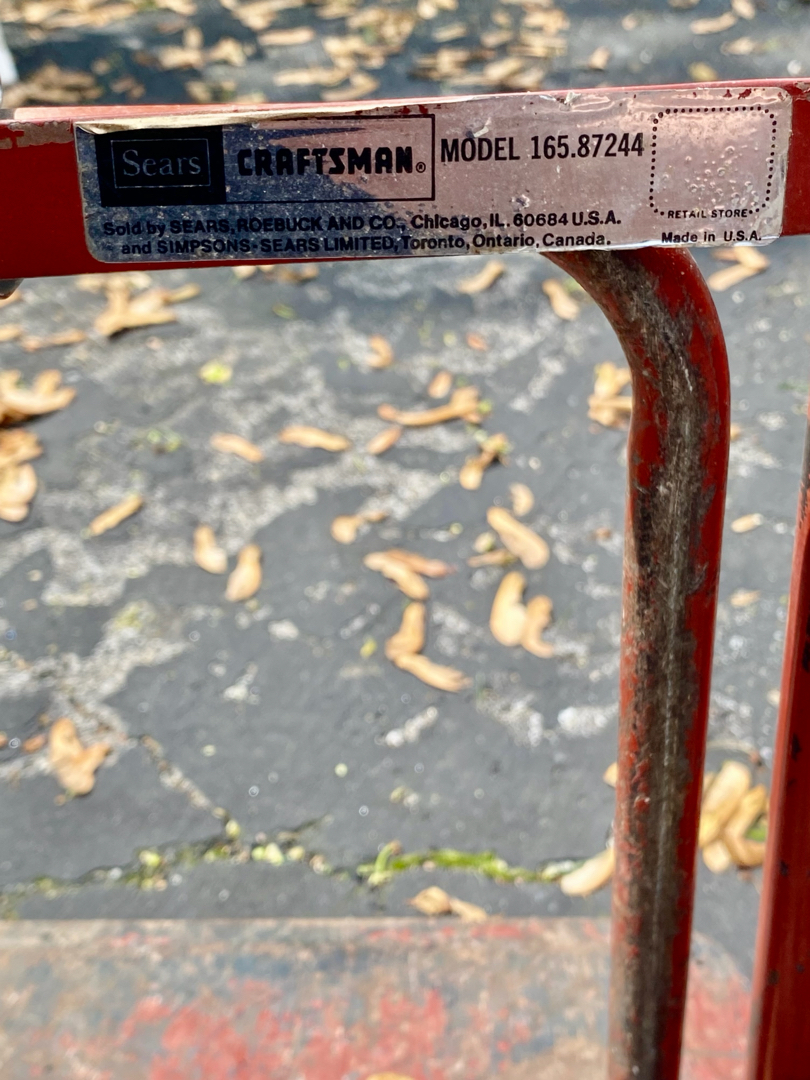 Sears CRAFTSMAN® MODEL 165.87244
Sold by SEARS, ROEBUCK AND CO., Chicago, IL. 60684 U.S.A.
and SIMPSONS-SEARS LIMITED, Toronto, Ontario, Canada.
RETAIL STORE
Made in U.S.A.